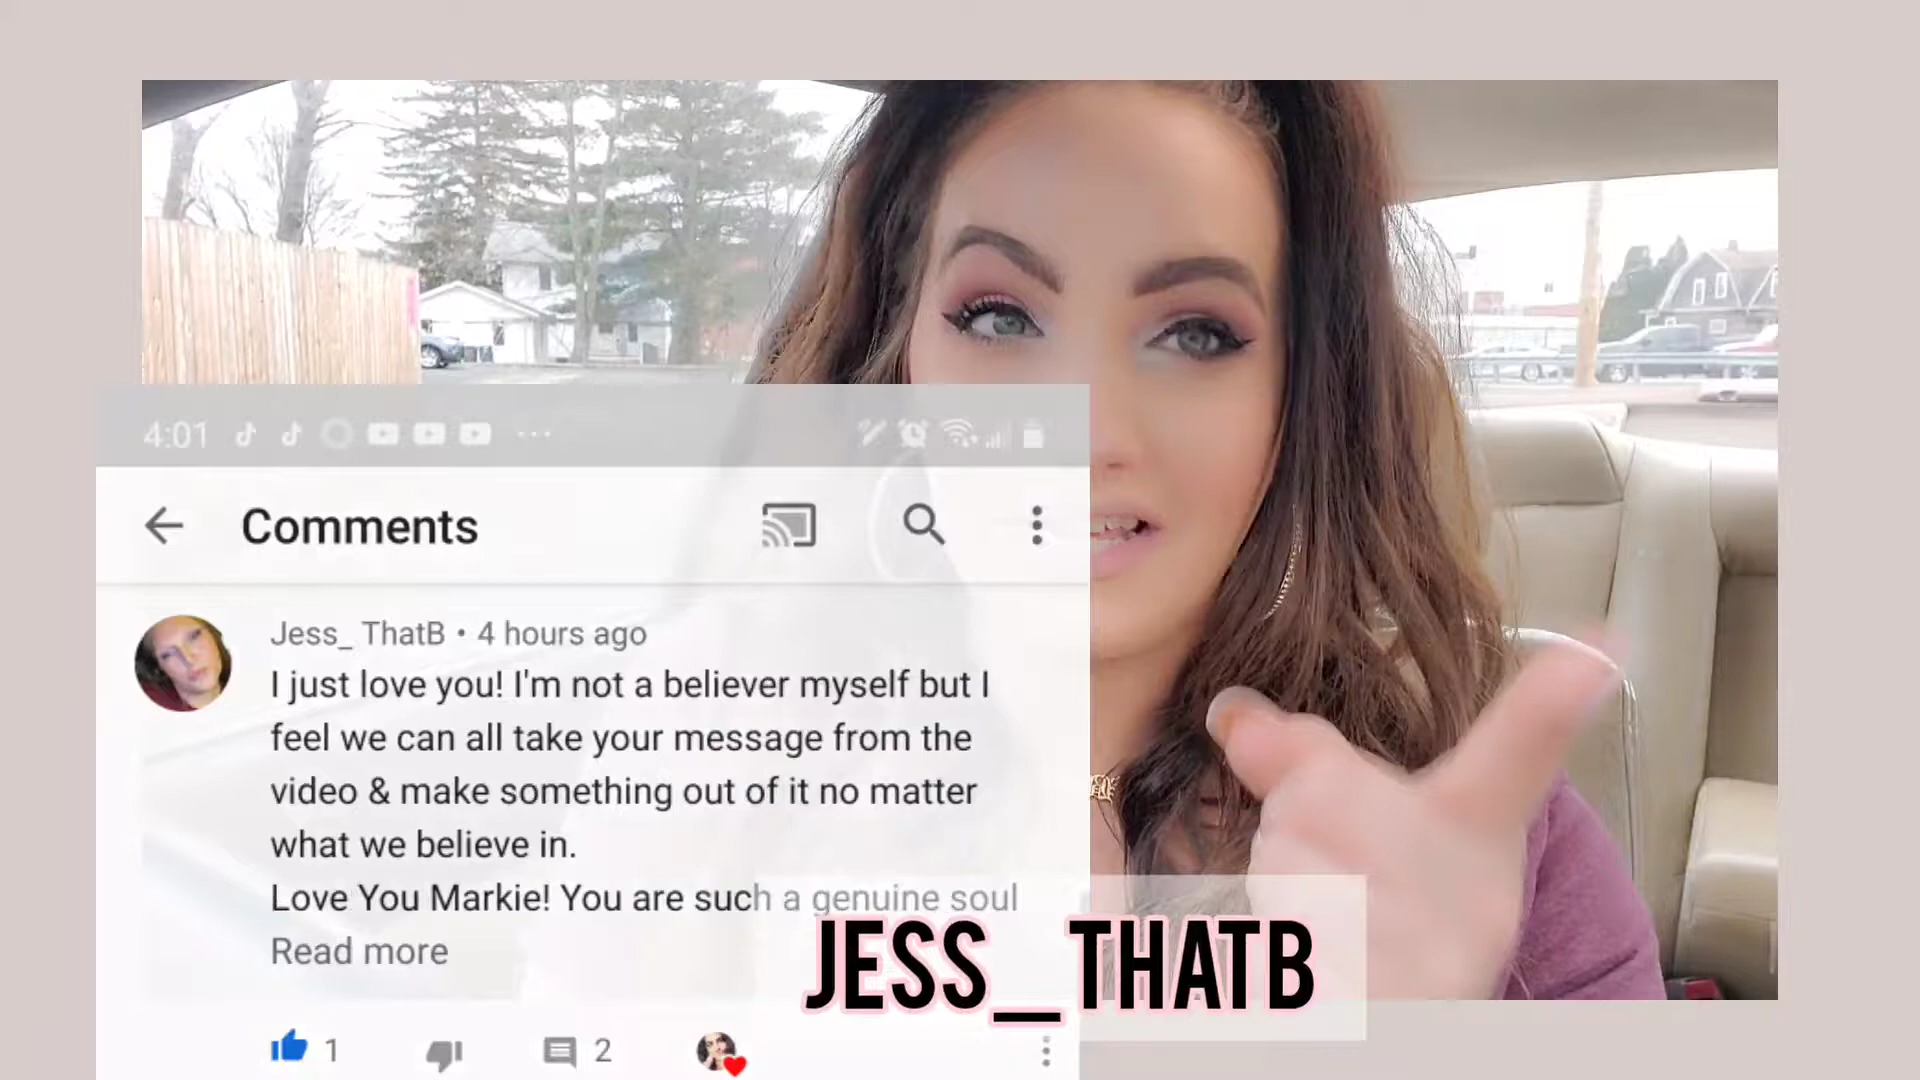 4:01
Comments
Jess_ ThatB • 4 hours ago
I just love you! I'm not a believer myself but I
feel we can all take your message from the
video & make something out of it no matter
what we believe in.
Love You Markie! You are such a genuine soul
Read more
1
2
JESS_THATB